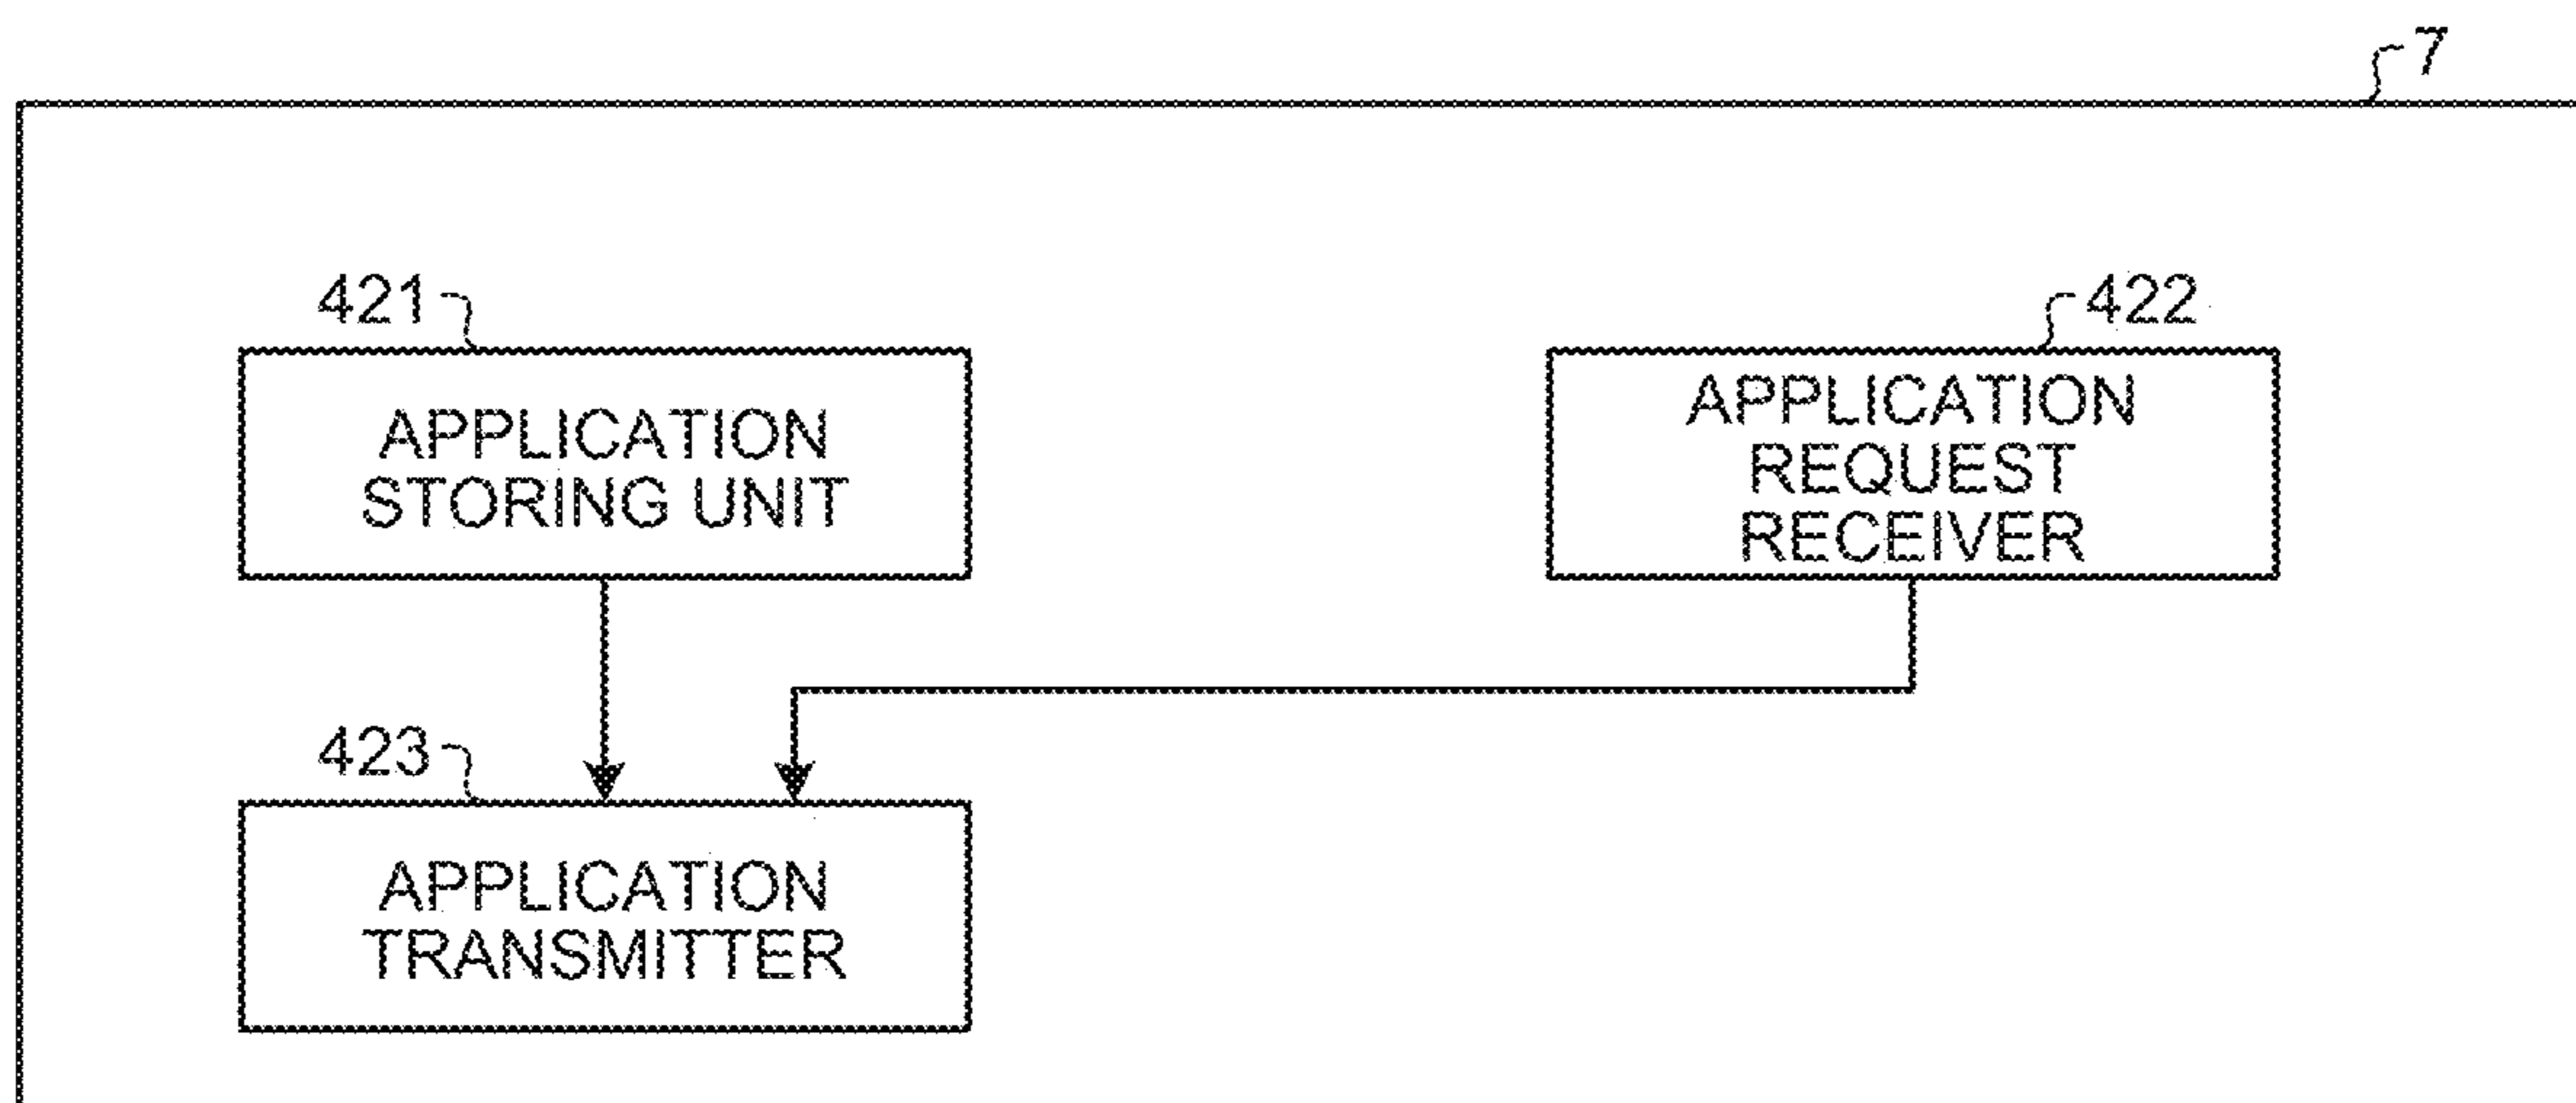 7
421
422
APPLICATION
STORING UNIT
APPLICATION
REQUEST
RECEIVER
423
APPLICATION
TRANSMITTER